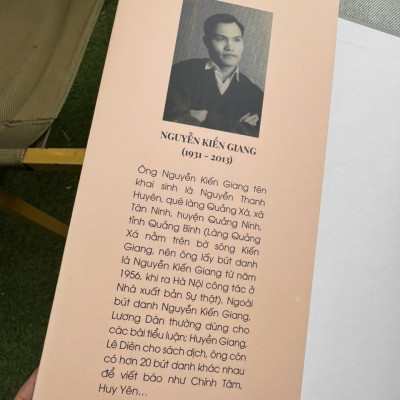 NGUYỄN KIẾN GIANG
(1931 - 2013)
Ông Nguyễn Kiến Giang tên
khai sinh là Nguyễn Thanh
Huyên, quê làng Quảng Xá, xã
Tân Ninh, huyện Quảng Ninh,
tỉnh Quảng Bình (Làng Quảng
Xá nằm trên bờ sông Kiến
Giang, nên ông lấy bút danh
là Nguyễn Kiến Giang từ năm
1956, khi ra Hà Nội công tác ở
Nhà xuất bản Sự thật). Ngoài
bút danh Nguyễn Kiến Giang,
Lương Dân thường dùng cho
các bài tiểu luận; Huyền Giang,
Lê Diên cho sách dịch, ông còn
có hơn 20 bút danh khác nhau
để viết báo như Chính Tâm,
Huy Yên...